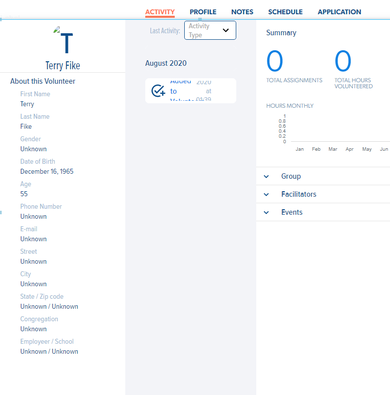 ACTIVITY PROFILE NOTES SCHEDULE APPLICATION
T
Terry Fike
About this Volunteer
First Name
Terry
Last Name
Fike
Gender
Unknown
Date of Birth
December 16, 1965
Age
55
Phone Number
Unknown
E-mail
Unknown
Street
Unknown
City
Unknown
State / Zip code
Unknown / Unknown
Congregation
Unknown
Employeer / School
Unknown / Unknown
Last Activity:
Activity
Type
August 2020
Added
to
2020
at
Summary
0
TOTAL ASSIGNMENTS
0
TOTAL HOURS
VOLUNTEERED
HOURS MONTHLY
1
0.8
0.6
0.4
0.2
0
Jan Feb Mar Apr May Jun
Group
Facilitators
Events